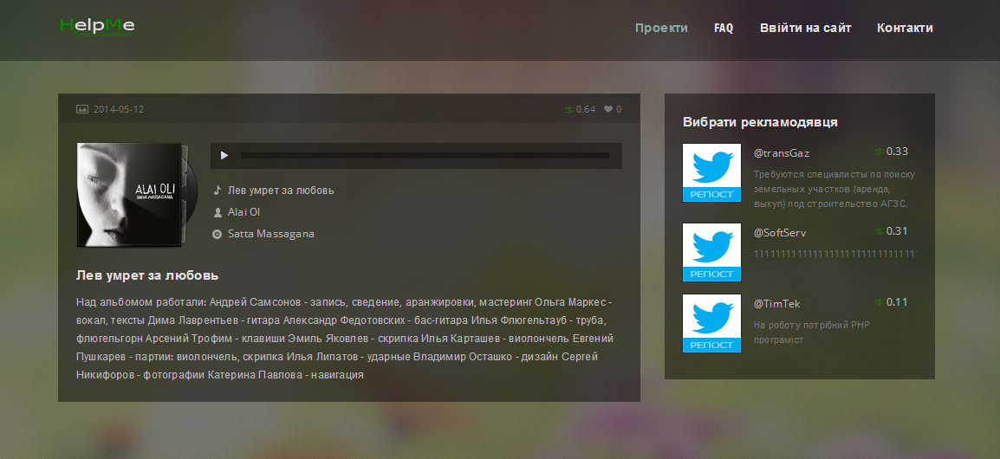 HelpMe
Проекти FAQ Ввійти на сайт Контакти
2014-05-12 0.64 0
ALAI OLI
SATTA MASSAGANA
Лев умрет за любовь
Alai Ol
Satta Massagana
Лев умрет за любовь
Над альбомом работали: Андрей Самсонов - запись, сведение, аранжировки, мастеринг Ольга Маркес -
вокал, тексты Дима Лаврентьев - гитара Александр Федотовских - бас-гитара Илья Флюгельтауб - труба,
флюгельгорн Арсений Трофим - клавиши Эмиль Яковлев - скрипка Илья Карташев - виолончель Евгений
Пушкарев - партии: виолончель, скрипка Илья Липатов - ударные Владимир Осташко - дизайн Сергей
Никифоров - фотографии Катерина Павлова - навигация
Вибрати рекламодявця
@transGaz 0.33
Требуются специалисты по поиску
земельных участков (аренда,
выкуп) под строительство АГЗС.
РЕПОСТ
@SoftServ 0.31
РЕПОСТ
@TimTek 0.11
На роботу потрібний PHP
програміст
РЕПОСТ